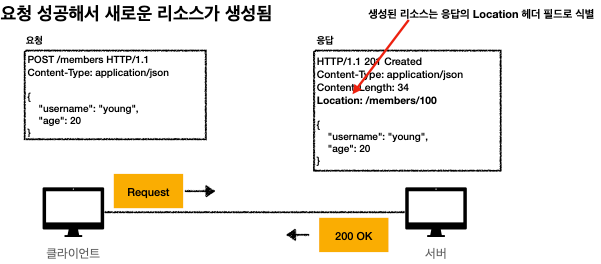 요청 성공해서 새로운 리소스가 생성됨
생성된 리소스는 응답의 Location 헤더 필드로 식별
요청
POST /members HTTP/1.1
Content-Type: application/json
{
"username": "young",
"age": 20
}
응답
HTTP/1.1 201 Created
Content-Type: application/json
Content-Length: 34
Location: /members/100
{
"username": "young",
"age": 20
}
Request
200 OK
클라이언트
서버